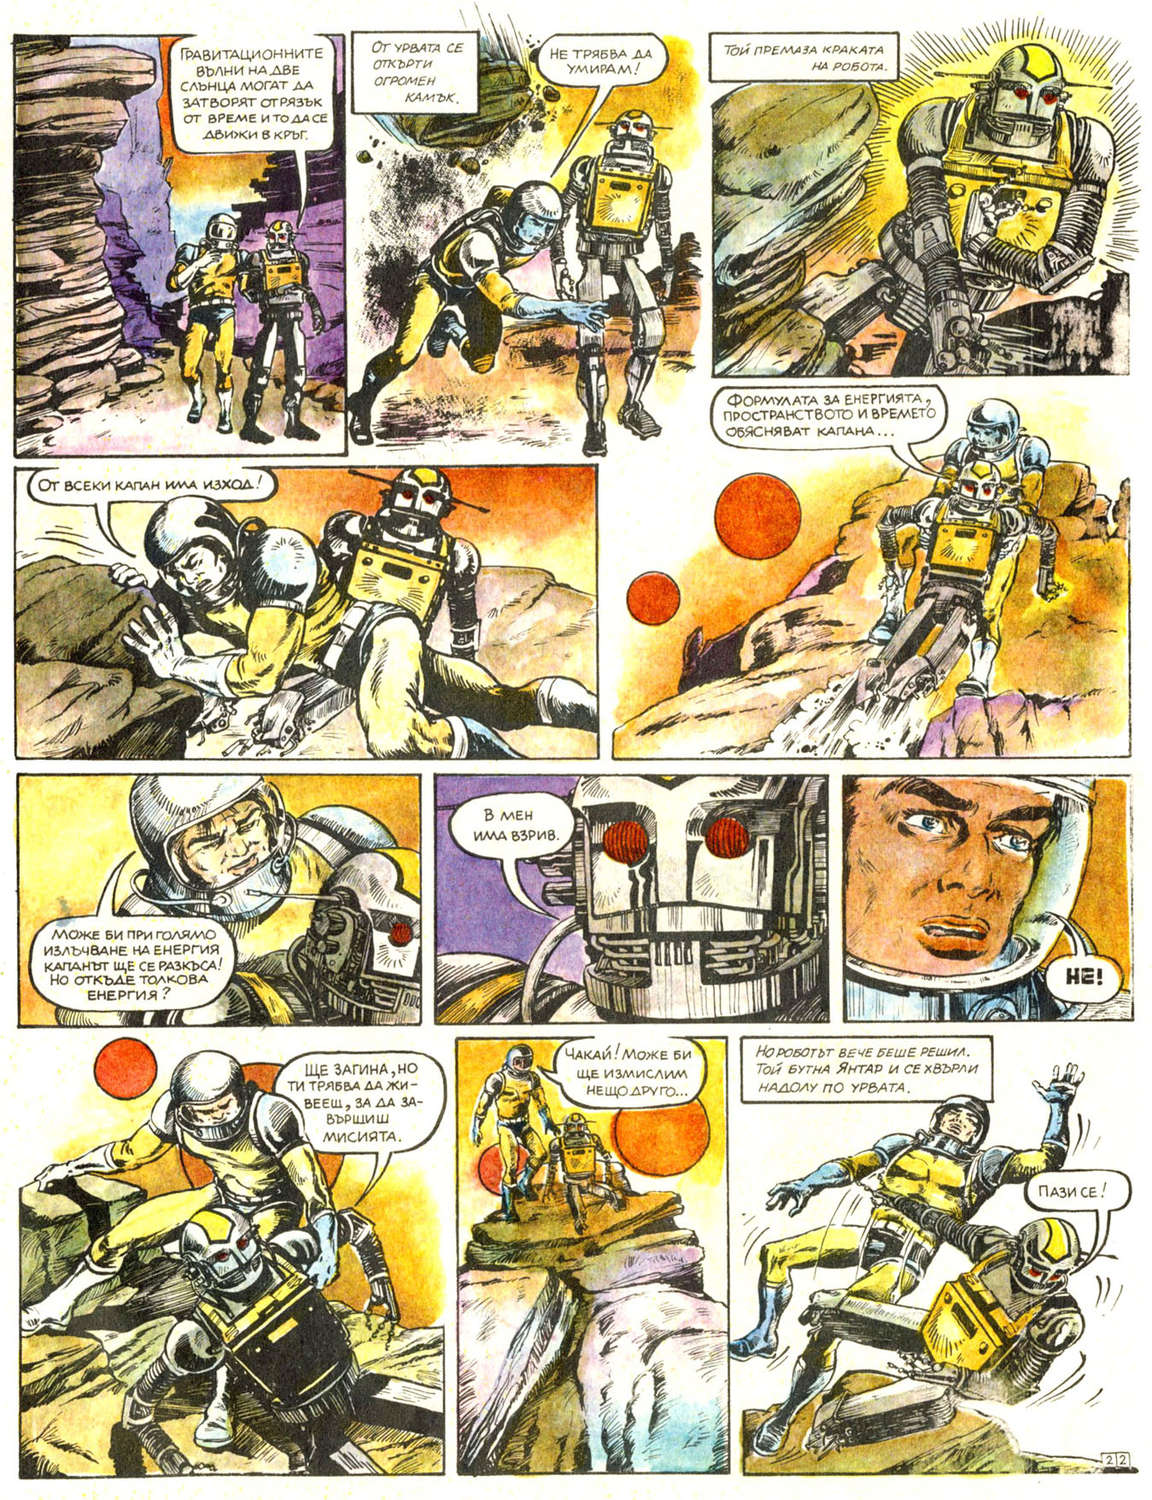 ГРАВИТАЦИОННИТЕ
ВЪЛНИ НА ДВЕ
СЛЪНЦА МОГАТ ДА
ЗАТВОРЯТ ОТРЯЗЪК
ОТ ВРЕМЕ И ТО ДА СЕ
ДВИЖИ В КРЪГ.
ОТ УРВАТА СЕ
ОТКЪРТИ
ОГРОМЕН
КАМЪК.
НЕ ТРЯБВА ДА
УМИРАМ!
ТОЙ ПРЕМАЗА КРАКАТА
НА РОБОТА.
ОТ ВСЕКИ КАПАН ИМА ИЗХОД!
ФОРМУЛАТА ЗА ЕНЕРГИЯТА,
ПРОСТРАНСТВОТО И ВРЕМЕТО
ОБЯСНЯВАТ КАПАНА...
МОЖЕ БИ ПРИ ГОЛЯМО
ИЗЛЪЧВАНЕ НА ЕНЕРГИЯ
КАПАНЪТ ЩЕ СЕ РАЗКЪСА!
НО ОТКЪДЕ ТОЛКОВА
ЕНЕРГИЯ?
В МЕН
ИМА ВЗРИВ.
НЕ!
ЩЕ ЗАГИНА, НО
ТИ ТРЯБВА ДА ЖИ-
ВЕЕШ, ЗА ДА ЗА-
ВЪРШИШ
МИСИЯТА.
ЧАКАЙ! МОЖЕ БИ
ЩЕ ИЗМИСЛИМ
НЕЩО ДРУГО...
НО РОБОТЪТ ВЕЧЕ БЕШЕ РЕШИЛ.
ТОЙ БУТНА ЯНТАР И СЕ ХВЪРЛИ
НАДОЛУ ПО УРВАТА.
ПАЗИ СЕ!
22